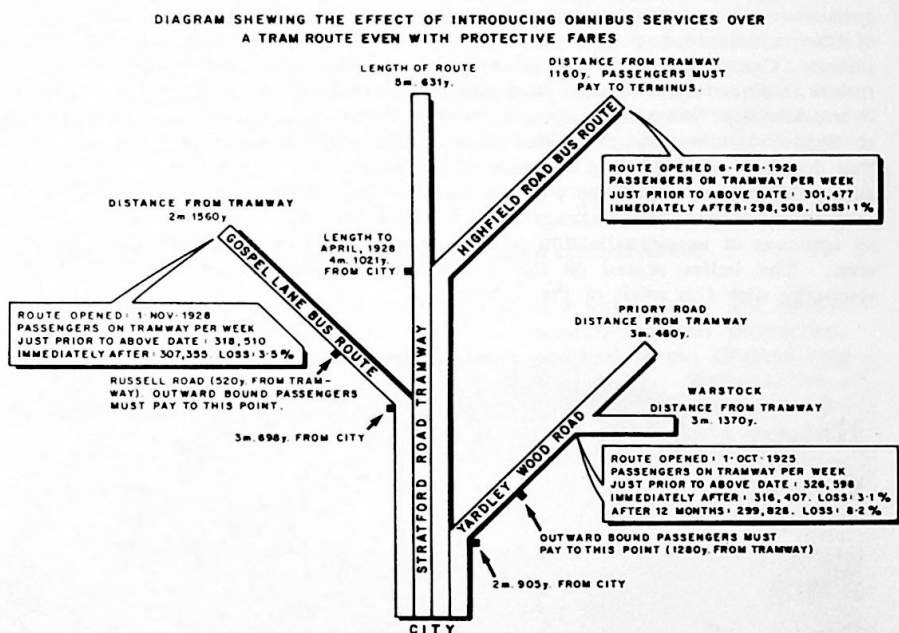 DIAGRAM SHEWING THE EFFECT OF INTRODUCING OMNIBUS SERVICES OVER
A TRAM ROUTE EVEN WITH PROTECTIVE FARES
LENGTH OF ROUTE
5m. 631y.
DISTANCE FROM TRAMWAY
1160y. PASSENGERS MUST
PAY TO TERMINUS.
HIGHFIELD ROAD BUS ROUTE
ROUTE OPENED 6·FEB·1928
PASSENGERS ON TRAMWAY PER WEEK
JUST PRIOR TO ABOVE DATE : 301,477
IMMEDIATELY AFTER : 298,508. LOSS : 1%
DISTANCE FROM TRAMWAY
2m 1560y
GOSPEL LANE BUS ROUTE
LENGTH TO
APRIL, 1928
4m. 1021y.
FROM CITY
ROUTE OPENED : 1·NOV·1928
PASSENGERS ON TRAMWAY PER WEEK
JUST PRIOR TO ABOVE DATE : 318,510
IMMEDIATELY AFTER : 307,355. LOSS : 3·5%
RUSSELL ROAD (520y. FROM TRAM-
WAY). OUTWARD BOUND PASSENGERS
MUST PAY TO THIS POINT.
3m. 698y. FROM CITY
STRATFORD ROAD TRAMWAY
PRIORY ROAD
DISTANCE FROM TRAMWAY
3m. 460y.
WARSTOCK
DISTANCE FROM TRAMWAY
3m. 1370y.
YARDLEY WOOD ROAD
ROUTE OPENED : 1·OCT·1925
PASSENGERS ON TRAMWAY PER WEEK
JUST PRIOR TO ABOVE DATE : 326,598
IMMEDIATELY AFTER : 316,407. LOSS : 3·1%
AFTER 12 MONTHS : 299,828. LOSS : 8·2%
OUTWARD BOUND PASSENGERS MUST
PAY TO THIS POINT (1280y. FROM TRAMWAY)
2m. 905y. FROM CITY
CITY